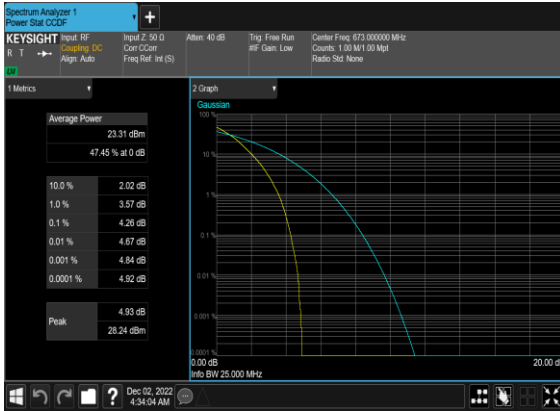 Spectrum Analyzer 1
Power Stat CCDF
KEYSIGHT
R T
LXI
Input: RF
Coupling: DC
Align: Auto
Input Z: 50 Ω
Corr CCorr
Freq Ref: Int (S)
Atten: 40 dB
Trig: Free Run
#IF Gain: Low
Center Freq: 673.000000 MHz
Counts: 1.00 M/1.00 Mpt
Radio Std: None
1 Metrics
Average Power
23.31 dBm
47.45 % at 0 dB
10.0 % 2.02 dB
1.0 % 3.57 dB
0.1 % 4.26 dB
0.01 % 4.67 dB
0.001 % 4.84 dB
0.0001 % 4.92 dB
Peak
4.93 dB
28.24 dBm
2 Graph
Gaussian
100 %
10 %
1 %
0.1 %
0.01 %
0.001 %
0.0001 %
0.00 dB
20.00 d
Info BW 25.000 MHz
Dec 02, 2022
4:34:04 AM